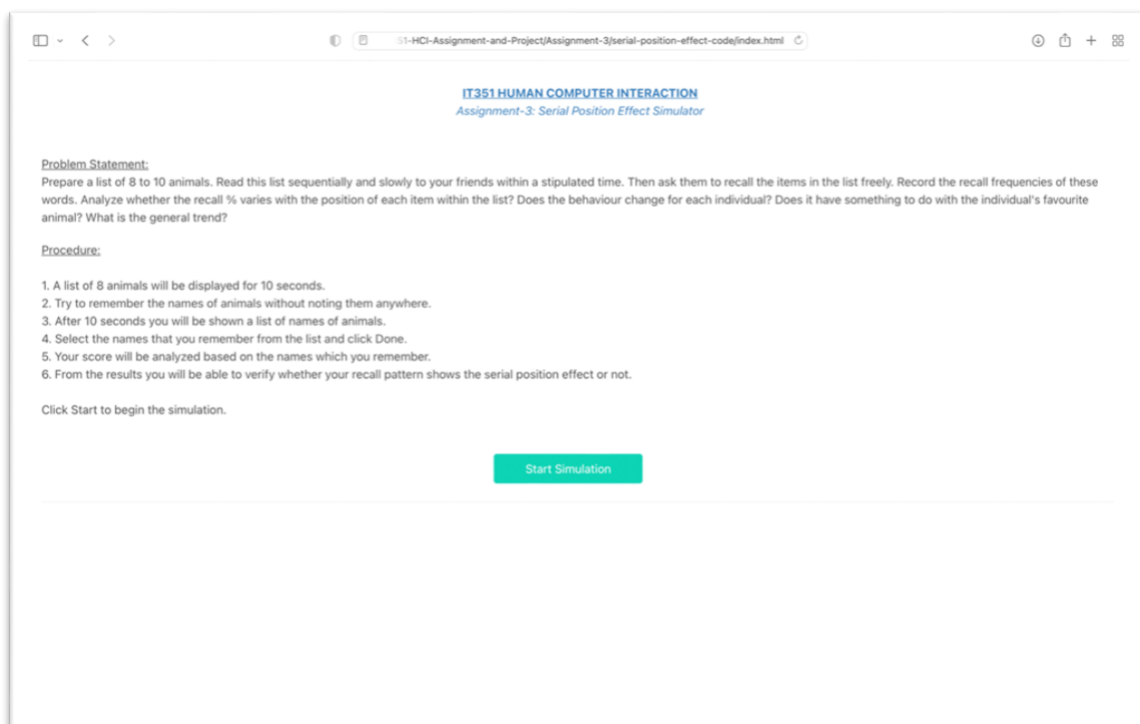 51-HCI-Assignment-and-Project/Assignment-3/serial-position-effect-code/index.html
IT351 HUMAN COMPUTER INTERACTION
Assignment-3: Serial Position Effect Simulator
Problem Statement:
Prepare a list of 8 to 10 animals. Read this list sequentially and slowly to your friends within a stipulated time. Then ask them to recall the items in the list freely. Record the recall frequencies of these
words. Analyze whether the recall % varies with the position of each item within the list? Does the behaviour change for each individual? Does it have something to do with the individual's favourite
animal? What is the general trend?
Procedure:
1. A list of 8 animals will be displayed for 10 seconds.
2. Try to remember the names of animals without noting them anywhere.
3. After 10 seconds you will be shown a list of names of animals.
4. Select the names that you remember from the list and click Done.
5. Your score will be analyzed based on the names which you remember.
6. From the results you will be able to verify whether your recall pattern shows the serial position effect or not.
Click Start to begin the simulation.
Start Simulation